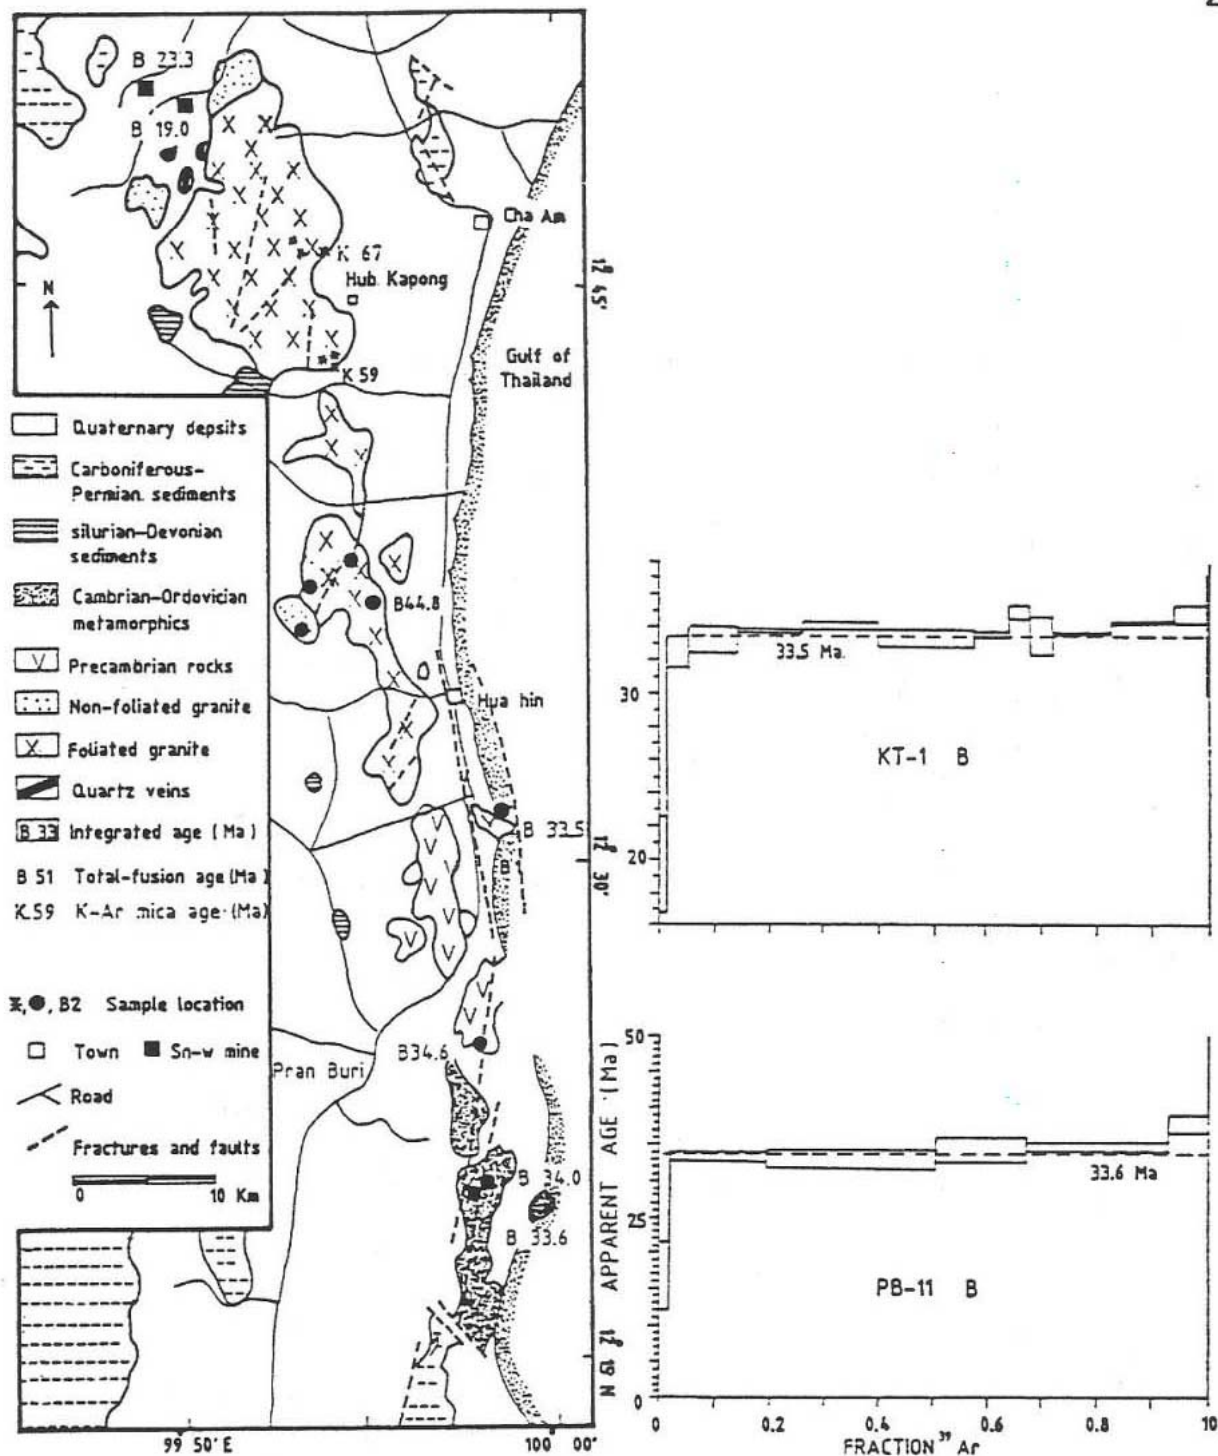 2
B 23.3
B 19.0
Cha Am
K 67
Hub. Kapong
12° 45'
N
Gulf of
Thailand
K 59
Quaternary depsits
Carboniferous-
Permian. sediments
silurian-Devonian
sediments
Cambrian-Ordovician
metamorphics
B44.8
V Precambrian rocks
Non-foliated granite
Hua hin
X Foliated granite
Quartz veins
B 33 Integrated age (Ma)
B 33.5
B 51 Total-fusion age (Ma)
12° 30'
K.59 K-Ar mica age (Ma)
*, ●, B2 Sample location
Town Sn-w mine
B34.6
Pran Buri
Road
Fractures and faults
0 10 Km
B 34.0
B 33.6
99 50' E
100 00'
33.5 Ma.
30
KT-1 B
20
APPARENT AGE (Ma)
50
33.6 Ma
25
PB-11 B
0
0 0.2 0.4 0.6 0.8 10
FRACTION ³⁹Ar